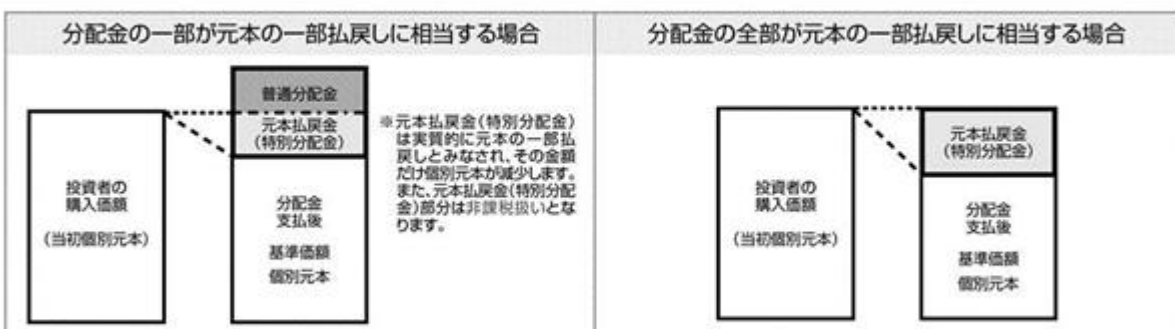 分配金の一部が元本の一部払戻しに相当する場合
普通分配金
元本払戻金
(特別分配金)
投資者の
購入価額
(当初個別元本)
分配金
支払後
基準価額
個別元本
※元本払戻金(特別分配金)
は実質的に元本の一部払
戻しとみなされ、その金額
だけ個別元本が減少します。
また、元本払戻金(特別分配
金)部分は非課税扱いとな
ります。
分配金の全部が元本の一部払戻しに相当する場合
元本払戻金
(特別分配金)
投資者の
購入価額
(当初個別元本)
分配金
支払後
基準価額
個別元本